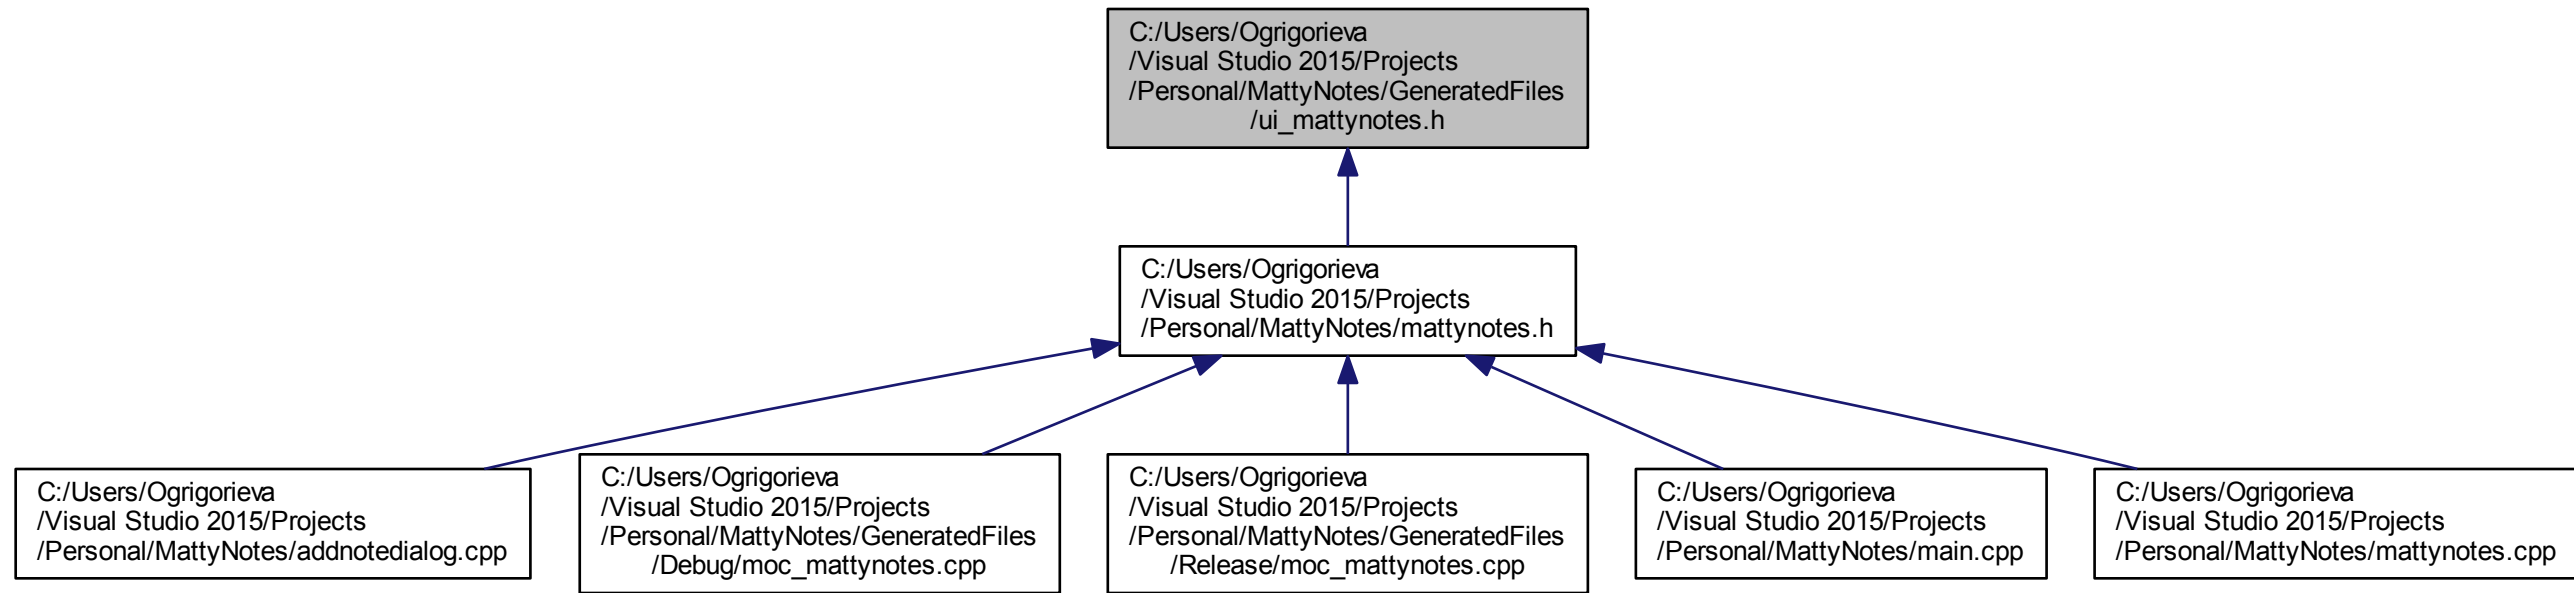 C:/Users/Ogrigorieva
/Visual Studio 2015/Projects
/Personal/MattyNotes/GeneratedFiles
/ui_mattynotes.h
C:/Users/Ogrigorieva
/Visual Studio 2015/Projects
/Personal/MattyNotes/mattynotes.h
C:/Users/Ogrigorieva
/Visual Studio 2015/Projects
/Personal/MattyNotes/addnotedialog.cpp
C:/Users/Ogrigorieva
/Visual Studio 2015/Projects
/Personal/MattyNotes/GeneratedFiles
/Debug/moc_mattynotes.cpp
C:/Users/Ogrigorieva
/Visual Studio 2015/Projects
/Personal/MattyNotes/GeneratedFiles
/Release/moc_mattynotes.cpp
C:/Users/Ogrigorieva
/Visual Studio 2015/Projects
/Personal/MattyNotes/main.cpp
C:/Users/Ogrigorieva
/Visual Studio 2015/Projects
/Personal/MattyNotes/mattynotes.cpp